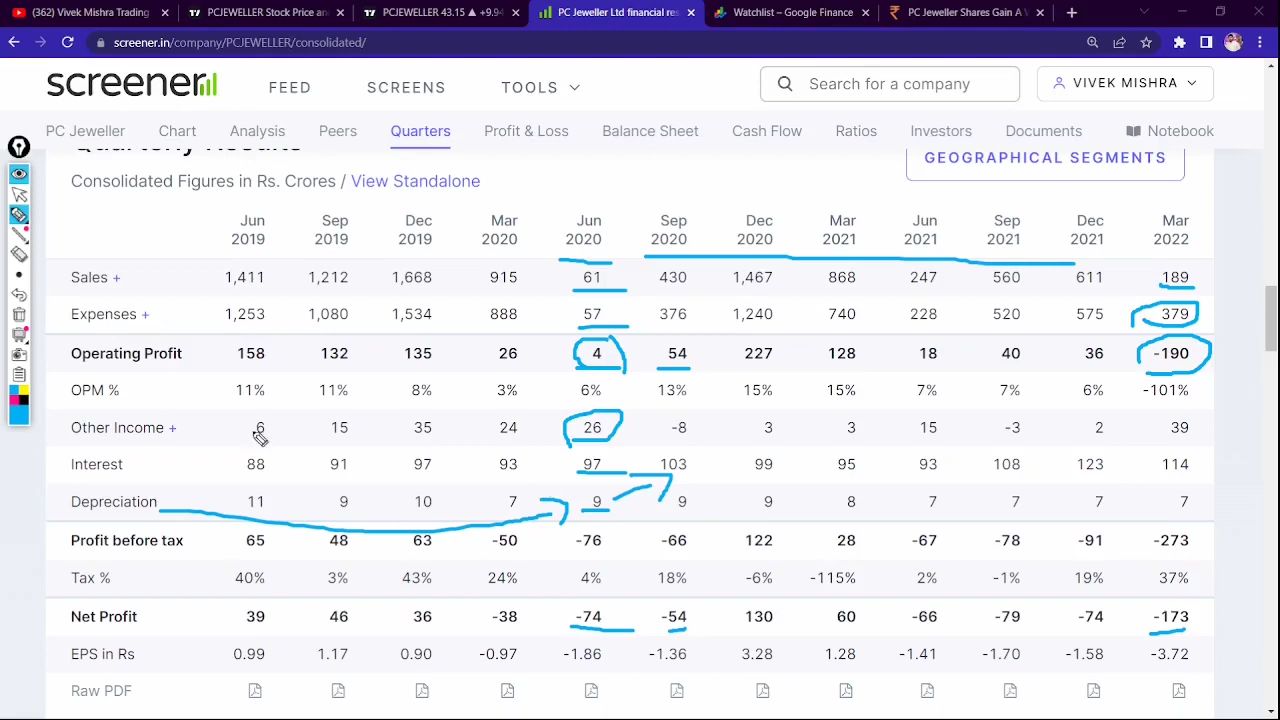 (362) Vivek Mishra Trading
PCJEWELLER Stock Price an
PCJEWELLER 43.15 ▲ +9.94
PC Jeweller Ltd financial res
Watchlist – Google Finance
PC Jeweller Shares Gain A V
screener.in/company/PCJEWELLER/consolidated/
screener
FEED SCREENS TOOLS
Search for a company
VIVEK MISHRA
PC Jeweller Chart Analysis Peers Quarters Profit & Loss Balance Sheet Cash Flow Ratios Investors Documents Notebook
Quarterly Results
GEOGRAPHICAL SEGMENTS
Consolidated Figures in Rs. Crores / View Standalone
Jun Sep Dec Mar Jun Sep Dec Mar Jun Sep Dec Mar
2019 2019 2019 2020 2020 2020 2020 2021 2021 2021 2021 2022
Sales + 1,411 1,212 1,668 915 61 430 1,467 868 247 560 611 189
Expenses + 1,253 1,080 1,534 888 57 376 1,240 740 228 520 575 379
Operating Profit 158 132 135 26 4 54 227 128 18 40 36 -190
OPM % 11% 11% 8% 3% 6% 13% 15% 15% 7% 7% 6% -101%
Other Income + 6 15 35 24 26 -8 3 3 15 -3 2 39
Interest 88 91 97 93 97 103 99 95 93 108 123 114
Depreciation 11 9 10 7 9 9 9 8 7 7 7 7
Profit before tax 65 48 63 -50 -76 -66 122 28 -67 -78 -91 -273
Tax % 40% 3% 43% 24% 4% 18% -6% -115% 2% -1% 19% 37%
Net Profit 39 46 36 -38 -74 -54 130 60 -66 -79 -74 -173
EPS in Rs 0.99 1.17 0.90 -0.97 -1.86 -1.36 3.28 1.28 -1.41 -1.70 -1.58 -3.72
Raw PDF